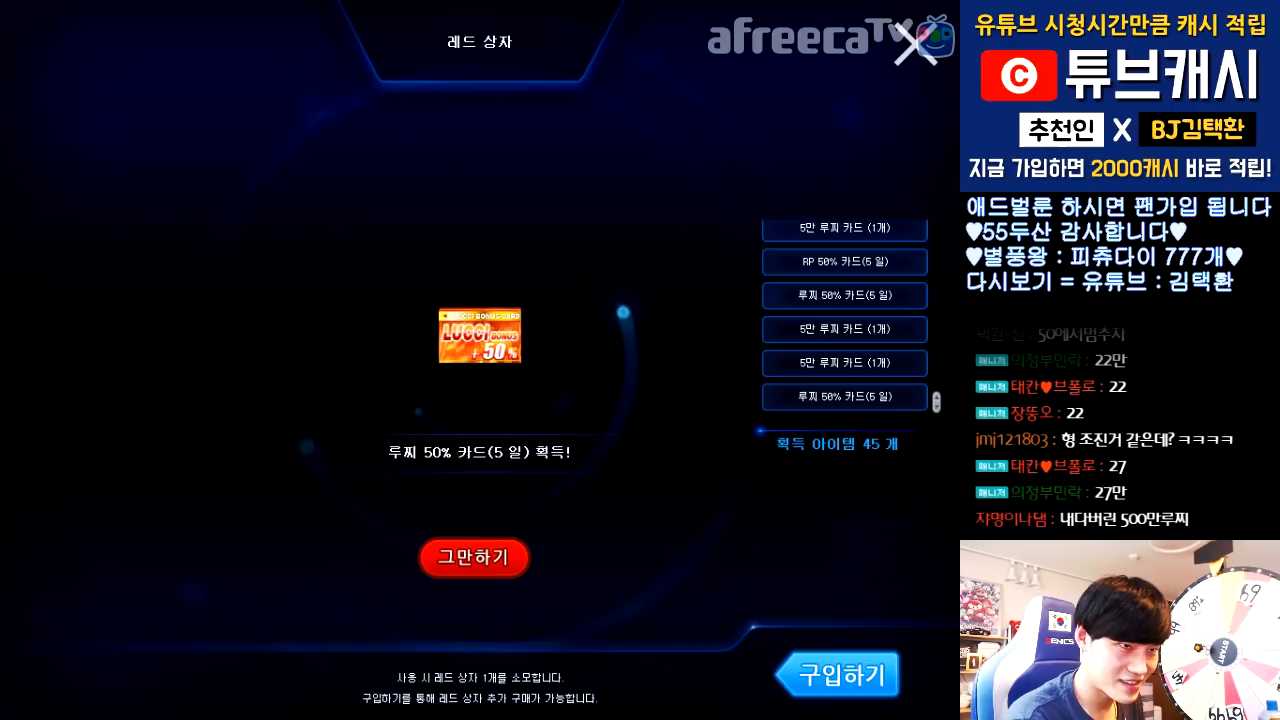 레드 상자
afreecaTV
5만 루찌 카드 (1개)
RP 50% 카드(5 일)
루찌 50% 카드(5 일)
5만 루찌 카드 (1개)
5만 루찌 카드 (1개)
루찌 50% 카드(5 일)
획득 아이템 45 개
LUCCI BONUS CARD
LUCCI BONUS
+50%
루찌 50% 카드(5 일) 획득!
그만하기
구입하기
사용 시 레드 상자 1개를 소모합니다.
구입하기를 통해 레드 상자 추가 구매가 가능합니다.
유튜브 시청시간만큼 캐시 적립
C 튜브캐시
추천인 X BJ김택환
지금 가입하면 2000캐시 바로 적립!
애드벌룬 하시면 팬가입 됩니다
♥55두산 감사합니다♥
♥별풍왕 : 피츄다이 777개♥
다시보기 = 유튜브 : 김택환
50에서멈추지
매니저 의정부민락 : 22만
매니저 태칸♥브폴로 : 22
매니저 장뚱오 : 22
jmj121803 : 형 조진거 같은데? ㅋㅋㅋㅋ
매니저 태칸♥브폴로 : 27
매니저 의정부민락 : 27만
쟈명이나댐 : 내다버린 500만루찌
69
START